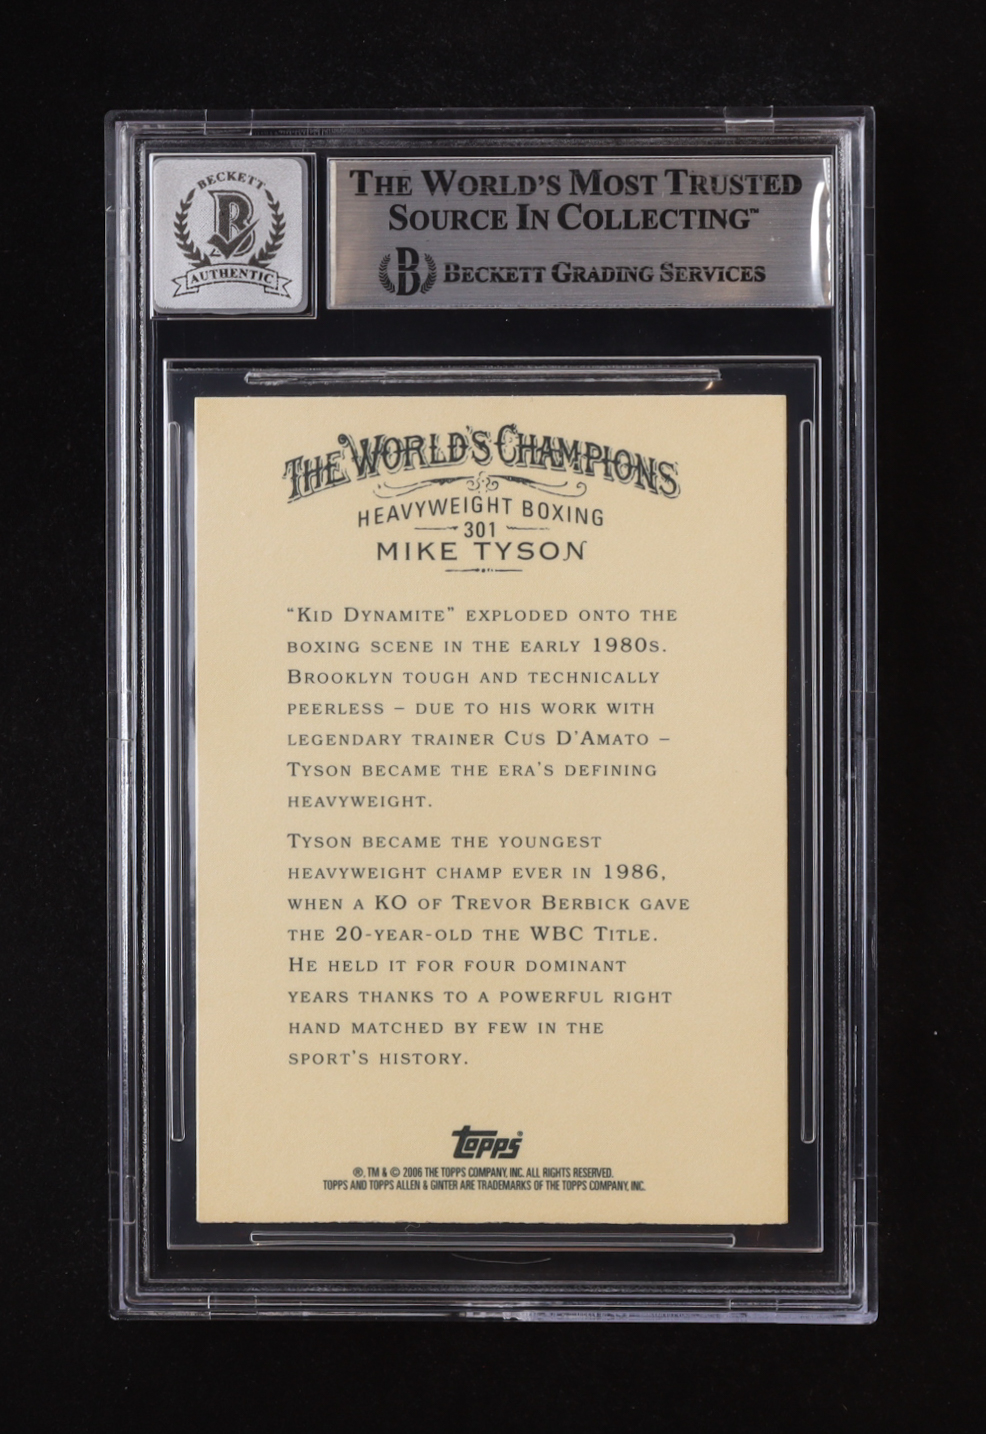 BECKETT
AUTHENTIC
THE WORLD'S MOST TRUSTED
SOURCE IN COLLECTING™
B BECKETT GRADING SERVICES
THE WORLD'S CHAMPIONS
HEAVYWEIGHT BOXING
301
MIKE TYSON
"KID DYNAMITE" EXPLODED ONTO THE
BOXING SCENE IN THE EARLY 1980S.
BROOKLYN TOUGH AND TECHNICALLY
PEERLESS – DUE TO HIS WORK WITH
LEGENDARY TRAINER CUS D'AMATO –
TYSON BECAME THE ERA'S DEFINING
HEAVYWEIGHT.
TYSON BECAME THE YOUNGEST
HEAVYWEIGHT CHAMP EVER IN 1986,
WHEN A KO OF TREVOR BERBICK GAVE
THE 20-YEAR-OLD THE WBC TITLE.
HE HELD IT FOR FOUR DOMINANT
YEARS THANKS TO A POWERFUL RIGHT
HAND MATCHED BY FEW IN THE
SPORT'S HISTORY.
Topps
®, TM & © 2006 THE TOPPS COMPANY, INC. ALL RIGHTS RESERVED.
TOPPS AND TOPPS ALLEN & GINTER ARE TRADEMARKS OF THE TOPPS COMPANY, INC.